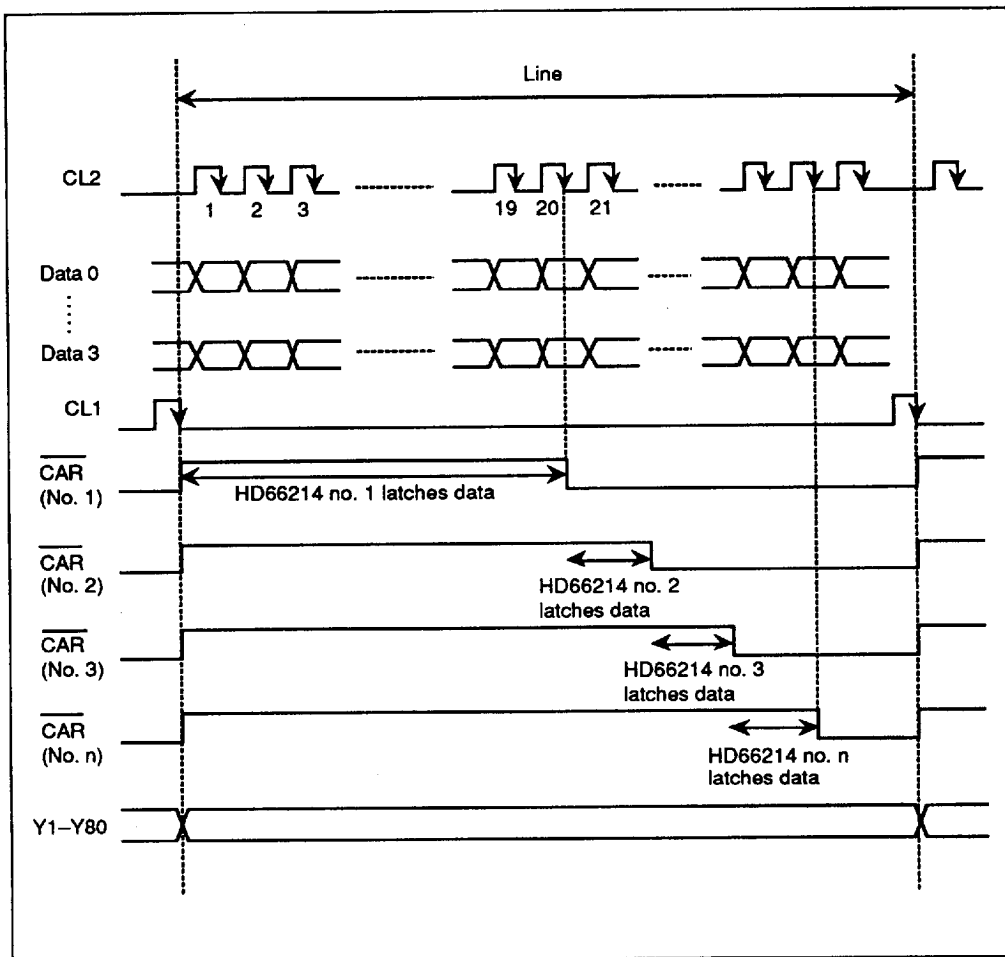 Line
CL2
1 2 3 19 20 21
Data 0
Data 3
CL1
CAR
(No. 1)
HD66214 no. 1 latches data
CAR
(No. 2)
HD66214 no. 2
latches data
CAR
(No. 3)
HD66214 no. 3
latches data
CAR
(No. n)
HD66214 no. n
latches data
Y1–Y80